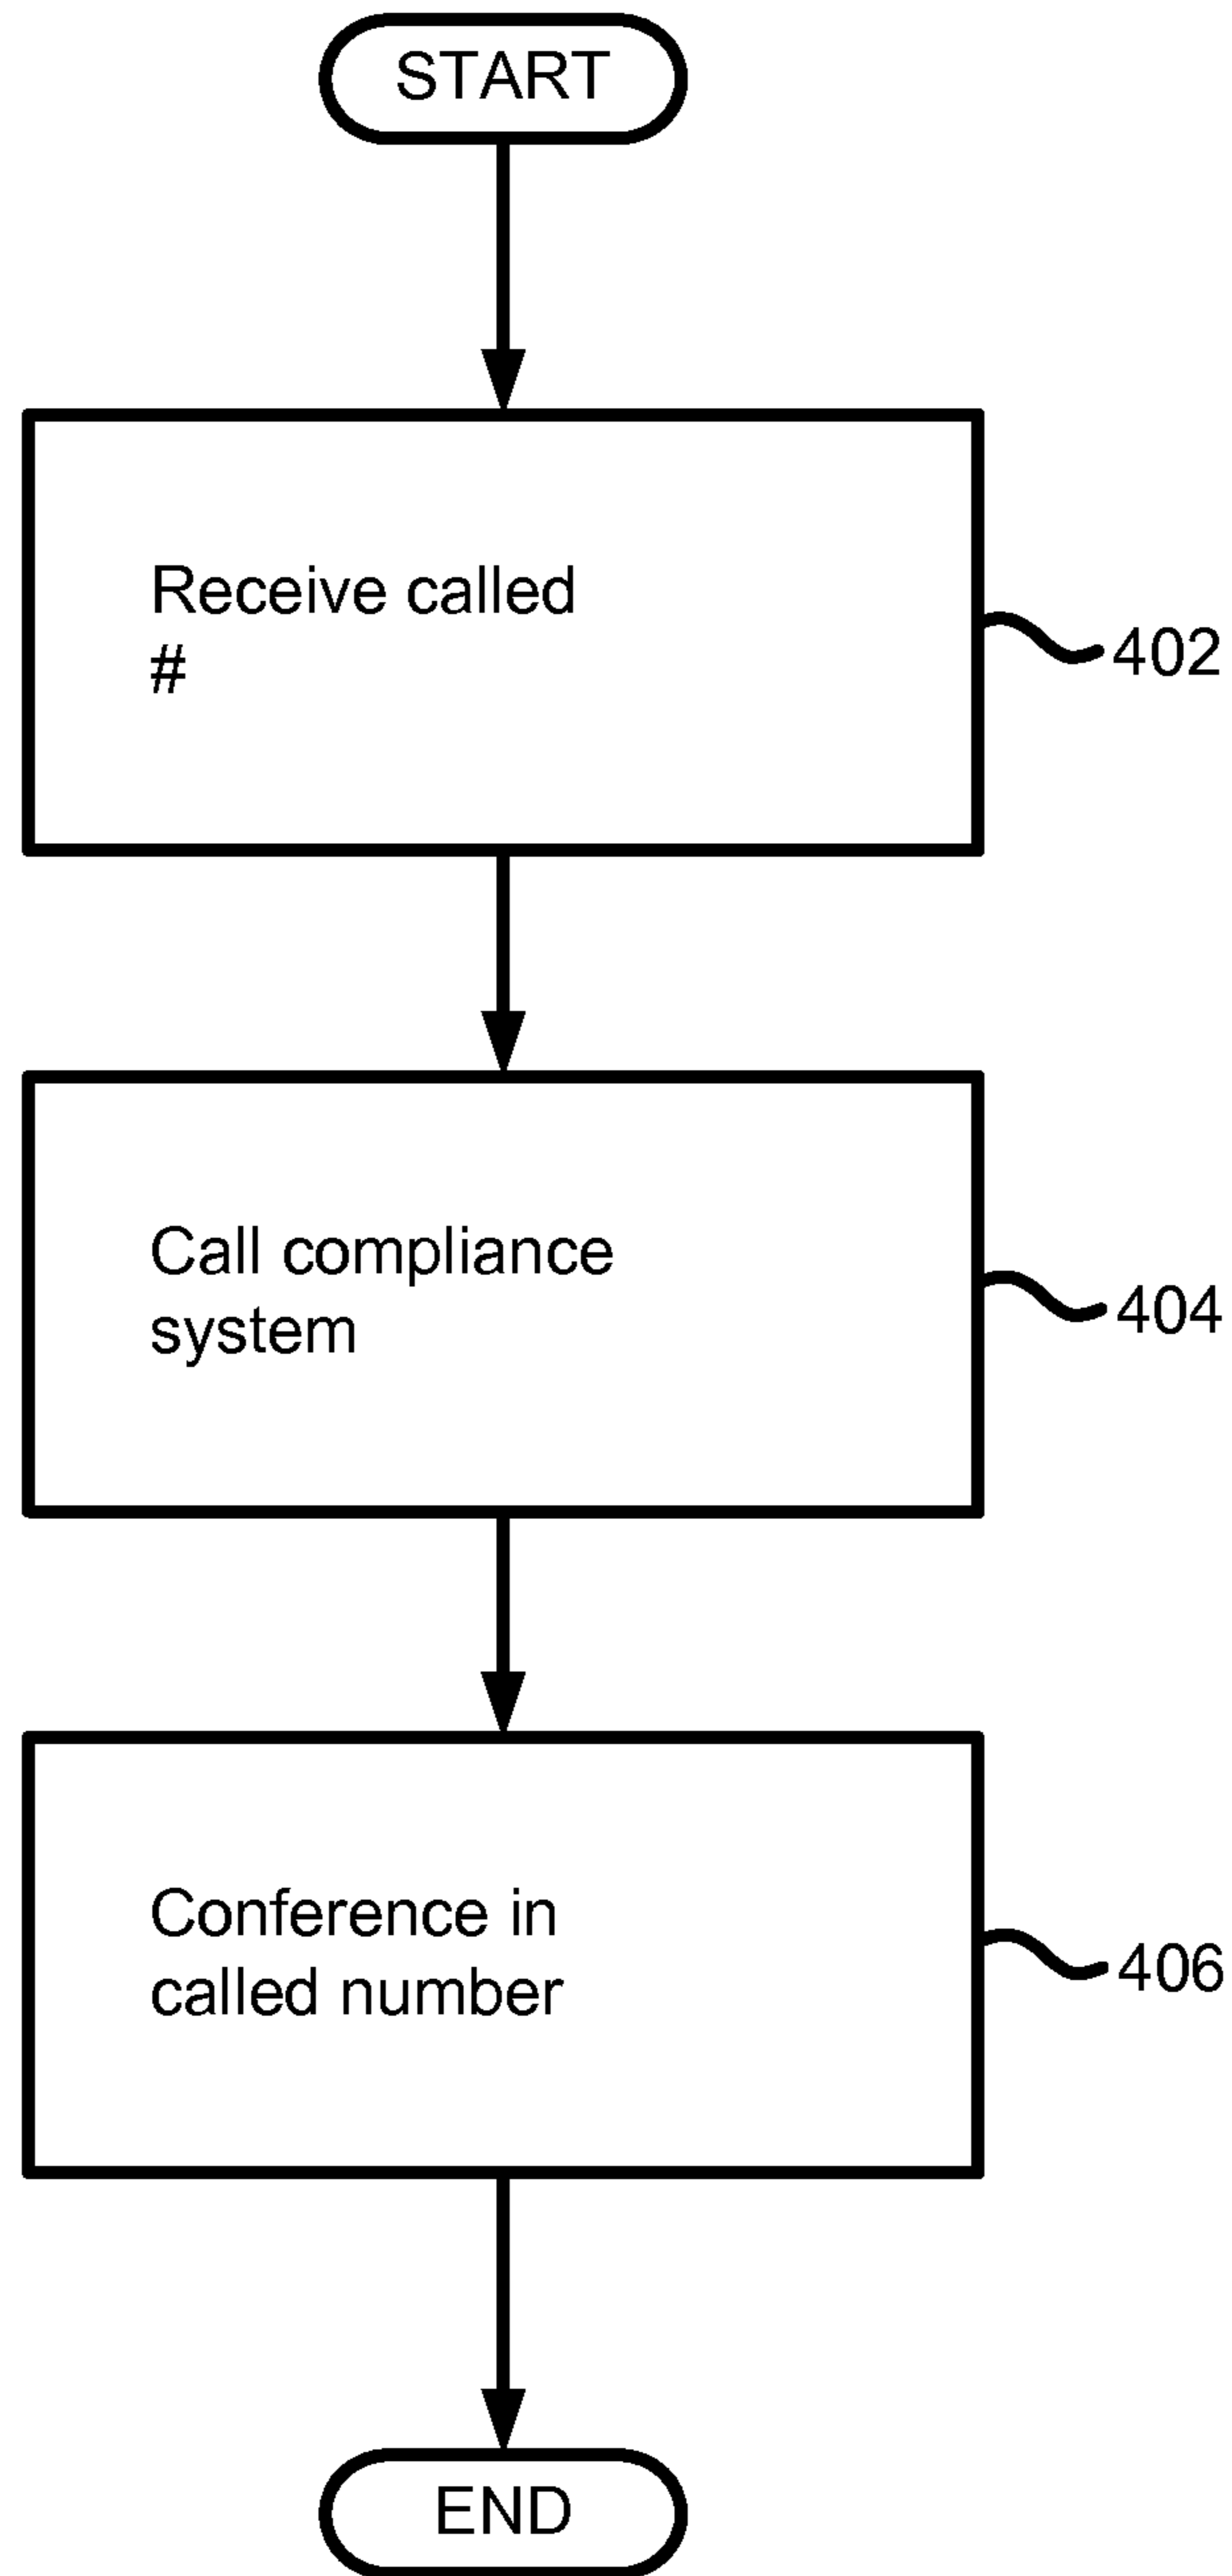 START
Receive called
#
402
Call compliance
system
404
Conference in
called number
406
END